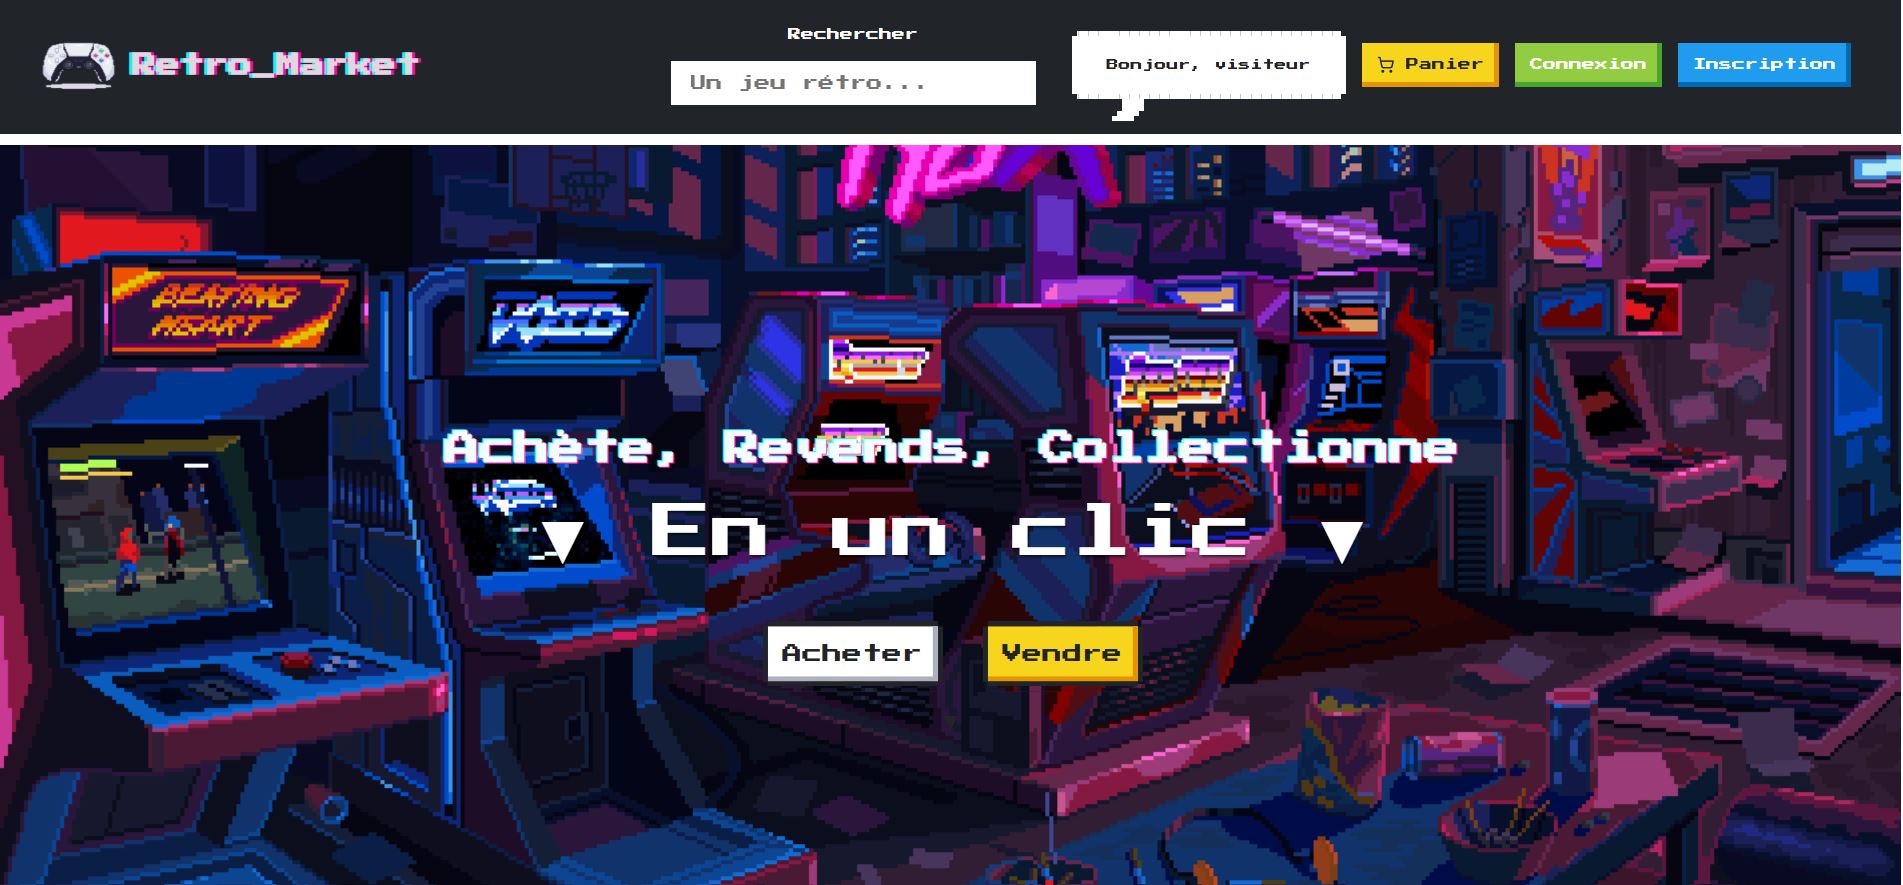 Retro_Market
Rechercher
Un jeu rétro...
Bonjour, visiteur
Panier
Connexion
Inscription
BEATING
HEART
Achète, Revends, Collectionne
▼ En un clic ▼
Acheter
Vendre